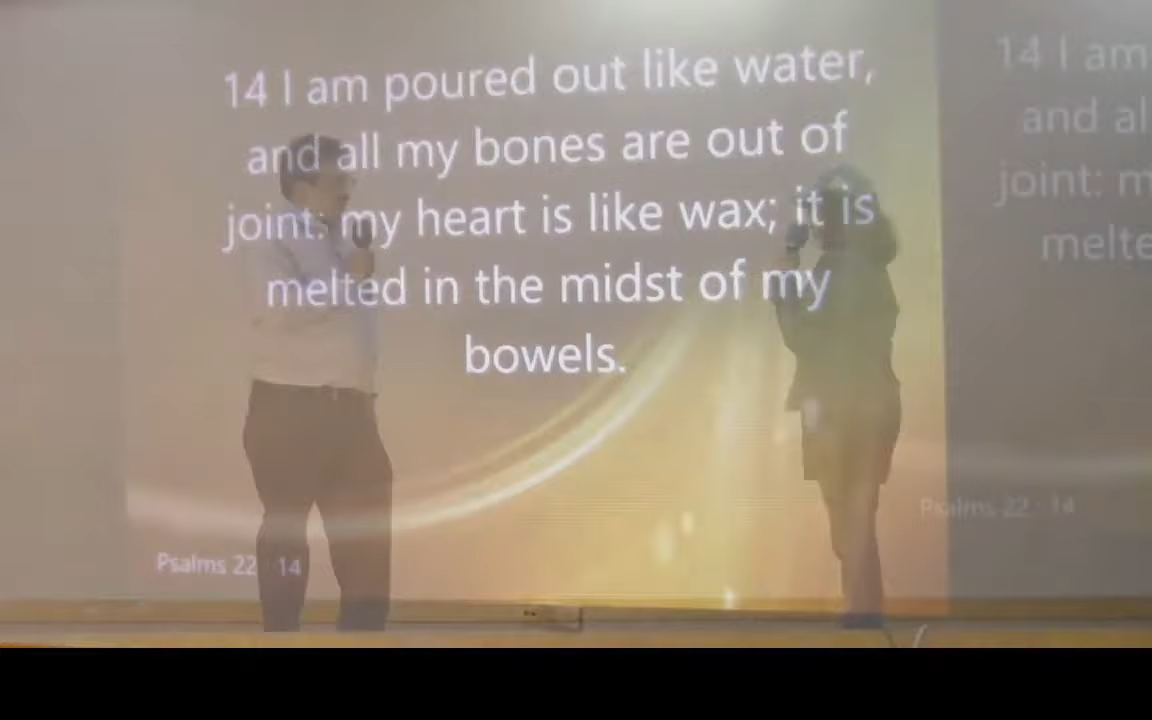 14 I am poured out like water,
and all my bones are out of
joint: my heart is like wax; it is
melted in the midst of my
bowels.
Psalms 22 : 14
14 I am
and al
joint: m
melte
Psalms 22 : 14